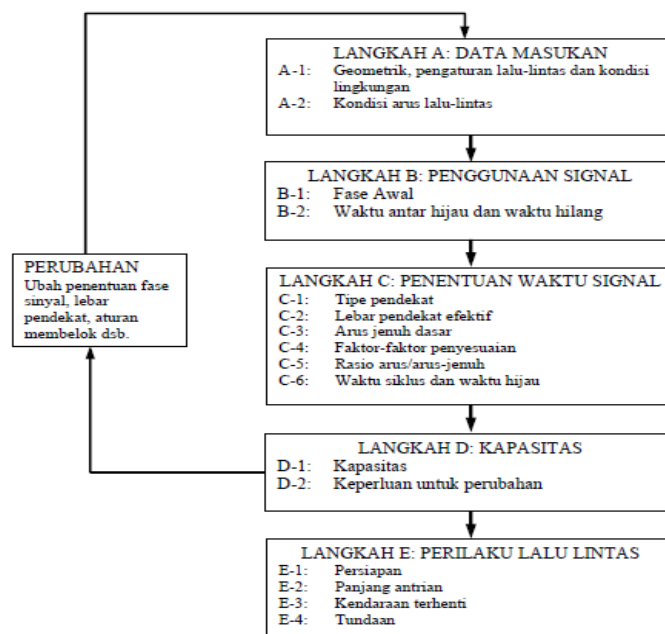 LANGKAH A: DATA MASUKAN
A-1: Geometrik, pengaturan lalu-lintas dan kondisi
lingkungan
A-2: Kondisi arus lalu-lintas
LANGKAH B: PENGGUNAAN SIGNAL
B-1: Fase Awal
B-2: Waktu antar hijau dan waktu hilang
PERUBAHAN
Ubah penentuan fase
sinyal, lebar
pendekat, aturan
membelok dsb.
LANGKAH C: PENENTUAN WAKTU SIGNAL
C-1: Tipe pendekat
C-2: Lebar pendekat efektif
C-3: Arus jenuh dasar
C-4: Faktor-faktor penyesuaian
C-5: Rasio arus/arus-jenuh
C-6: Waktu siklus dan waktu hijau
LANGKAH D: KAPASITAS
D-1: Kapasitas
D-2: Keperluan untuk perubahan
LANGKAH E: PERILAKU LALU LINTAS
E-1: Persiapan
E-2: Panjang antrian
E-3: Kendaraan terhenti
E-4: Tundaan